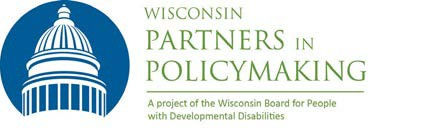 WISCONSIN
PARTNERS IN
POLICYMAKING
A project of the Wisconsin Board for People
with Developmental Disabilities